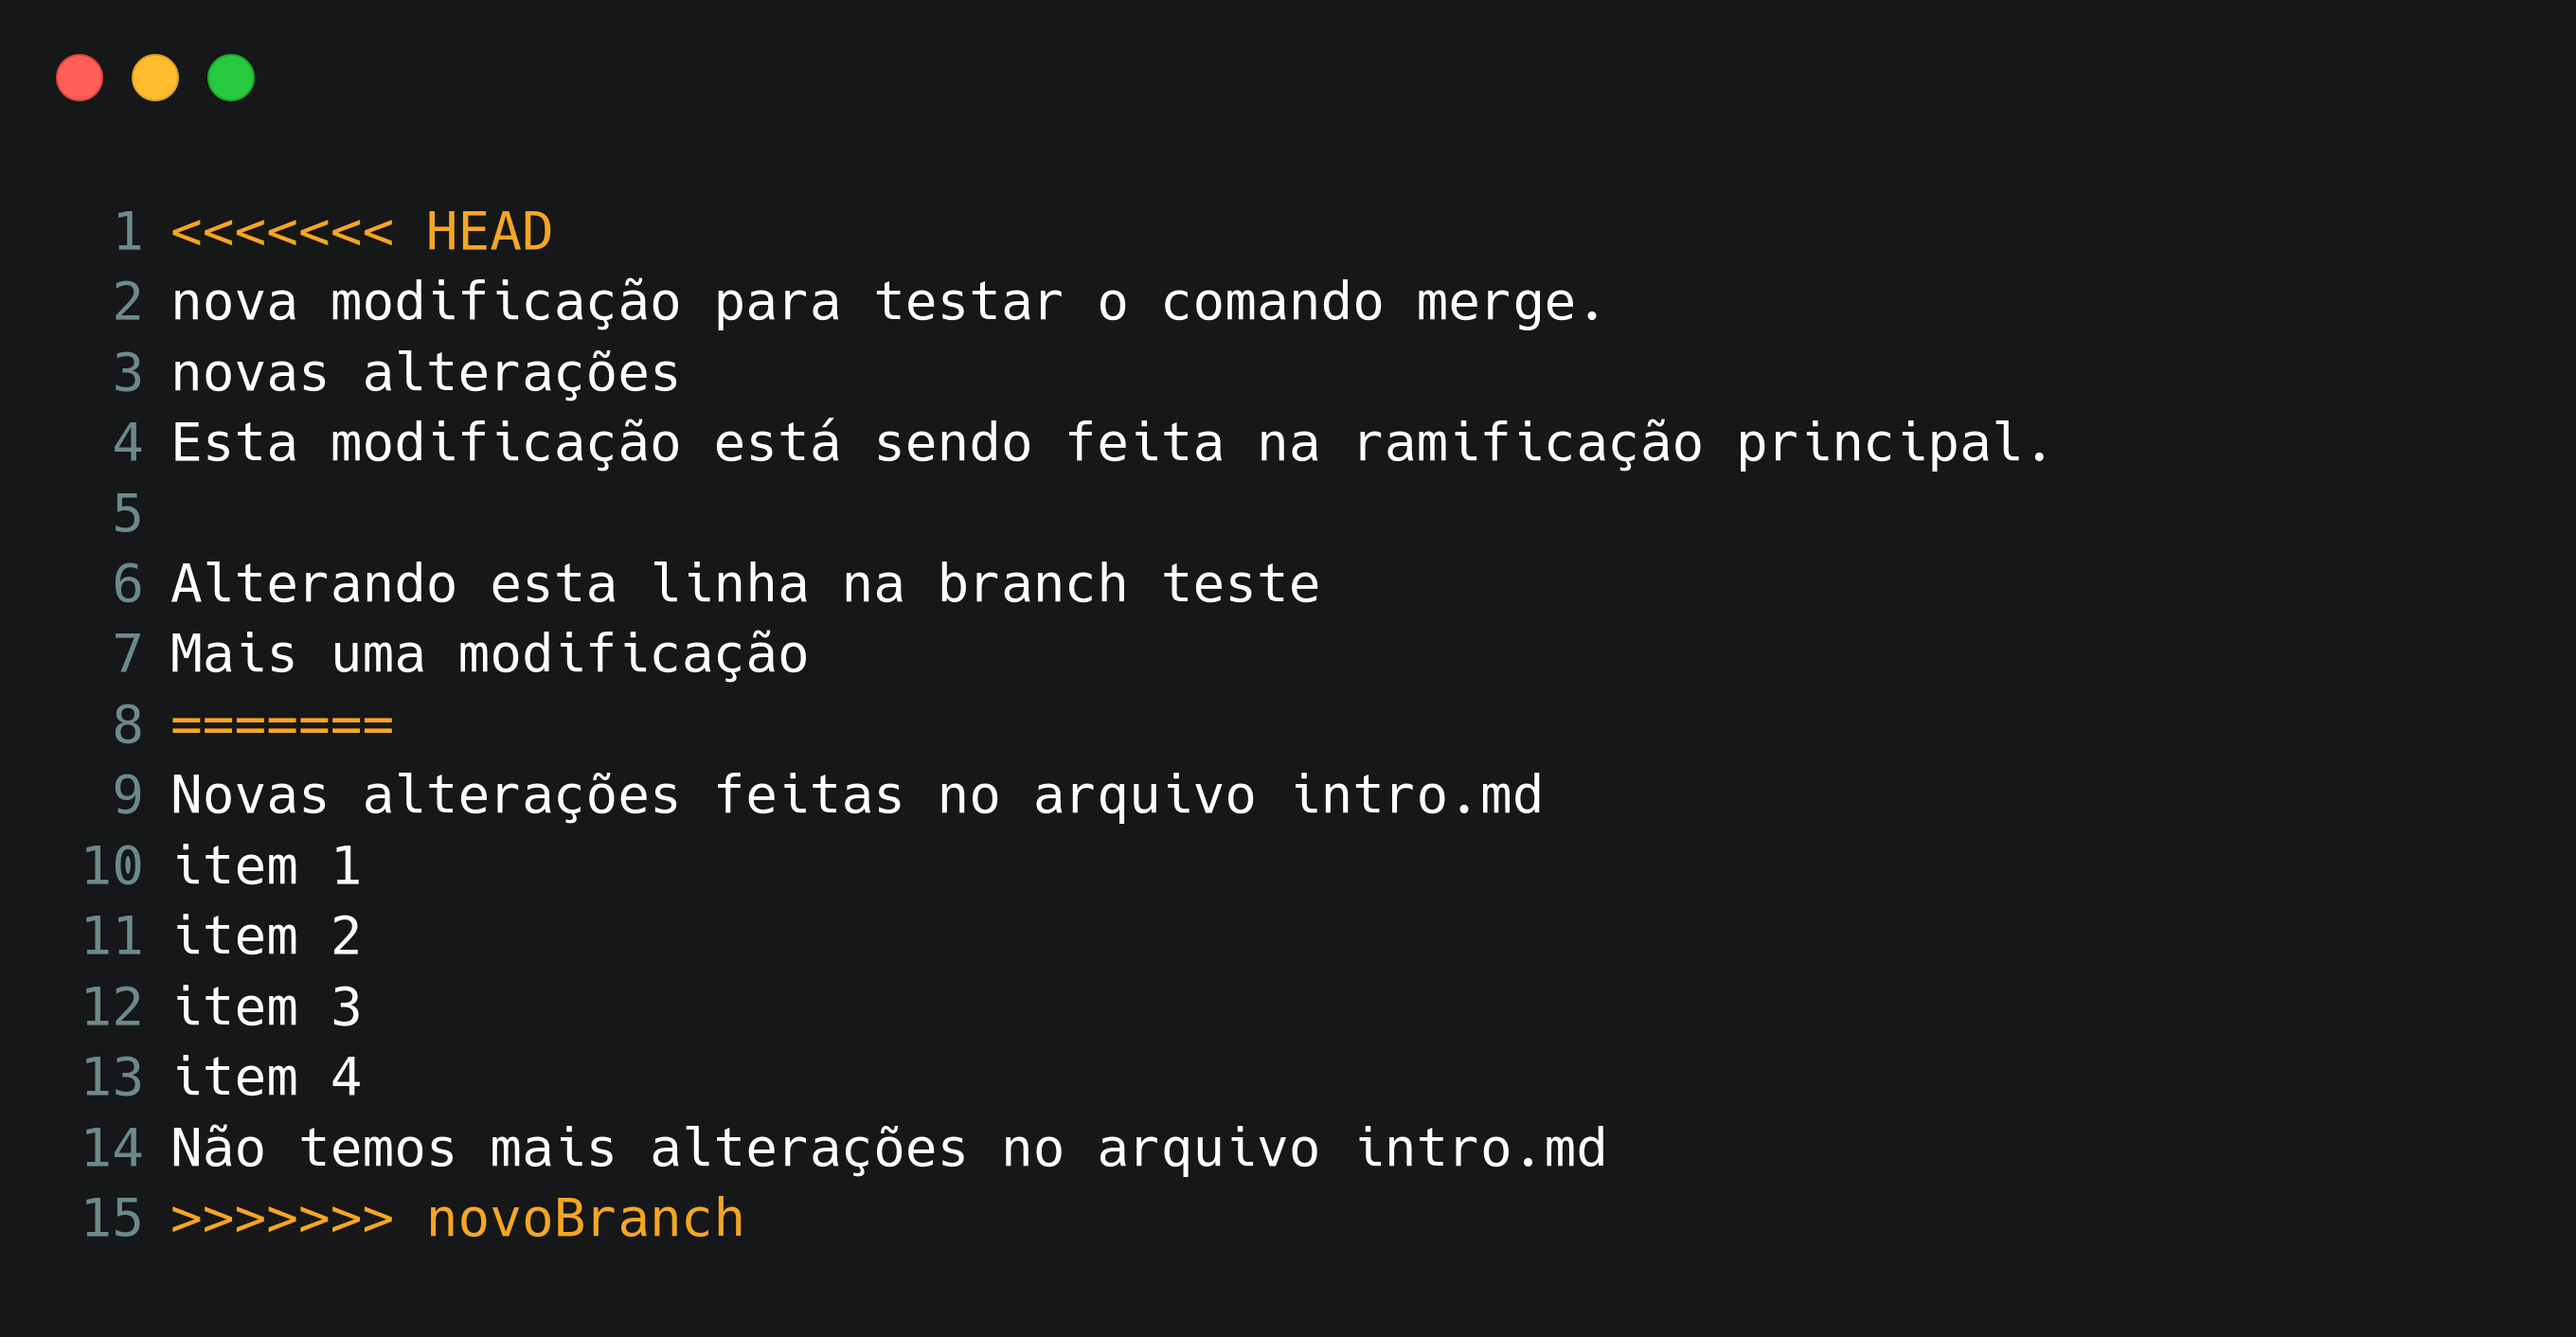 1 <<<<<<< HEAD
2 nova modificação para testar o comando merge.
3 novas alterações
4 Esta modificação está sendo feita na ramificação principal.
5
6 Alterando esta linha na branch teste
7 Mais uma modificação
8 =======
9 Novas alterações feitas no arquivo intro.md
10 item 1
11 item 2
12 item 3
13 item 4
14 Não temos mais alterações no arquivo intro.md
15 >>>>>>> novoBranch